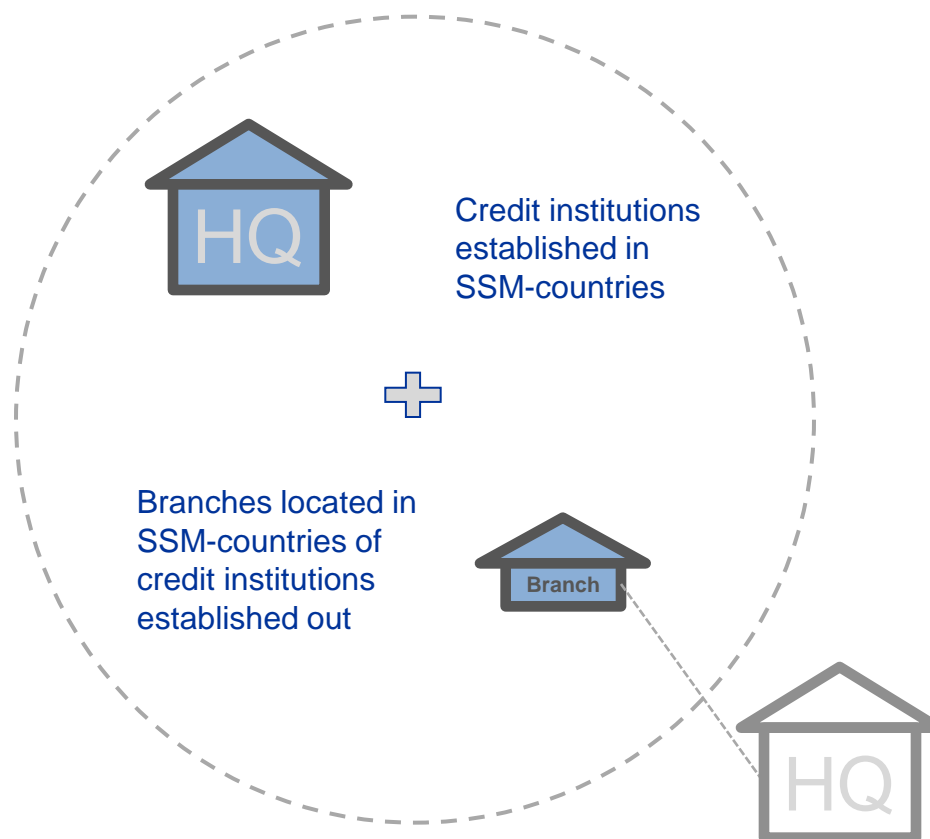 HQ
Credit institutions
established in
SSM-countries
Branches located in
SSM-countries of
credit institutions
established out
Branch
HQ